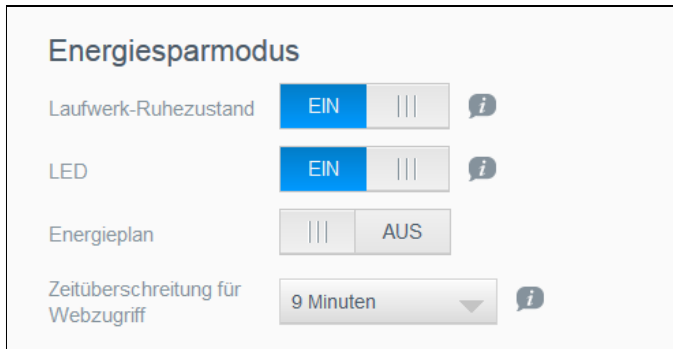 Energiesparmodus
Laufwerk-Ruhezustand EIN
LED EIN
Energieplan AUS
Zeitüberschreitung für
Webzugriff
9 Minuten